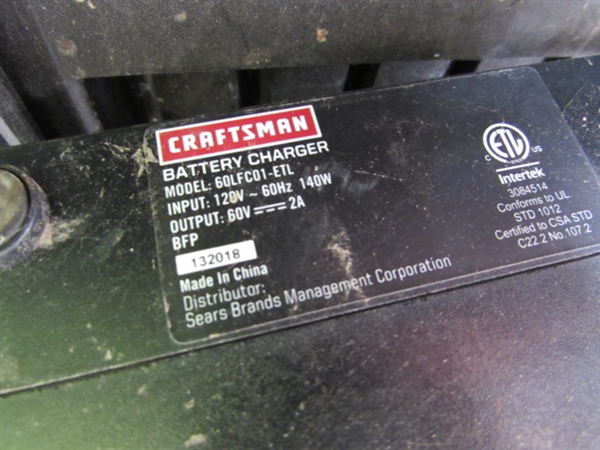 CRAFTSMAN
BATTERY CHARGER
MODEL: 60LFC01-ETL
INPUT: 120V ~ 60Hz 140W
OUTPUT: 60V ⎓ 2A
BFP
132018
Made in China
Distributor:
Sears Brands Management Corporation
ETL
C US
Intertek
3084514
Conforms to UL
STD 1012
Certified to CSA STD
C22.2 No.107.2